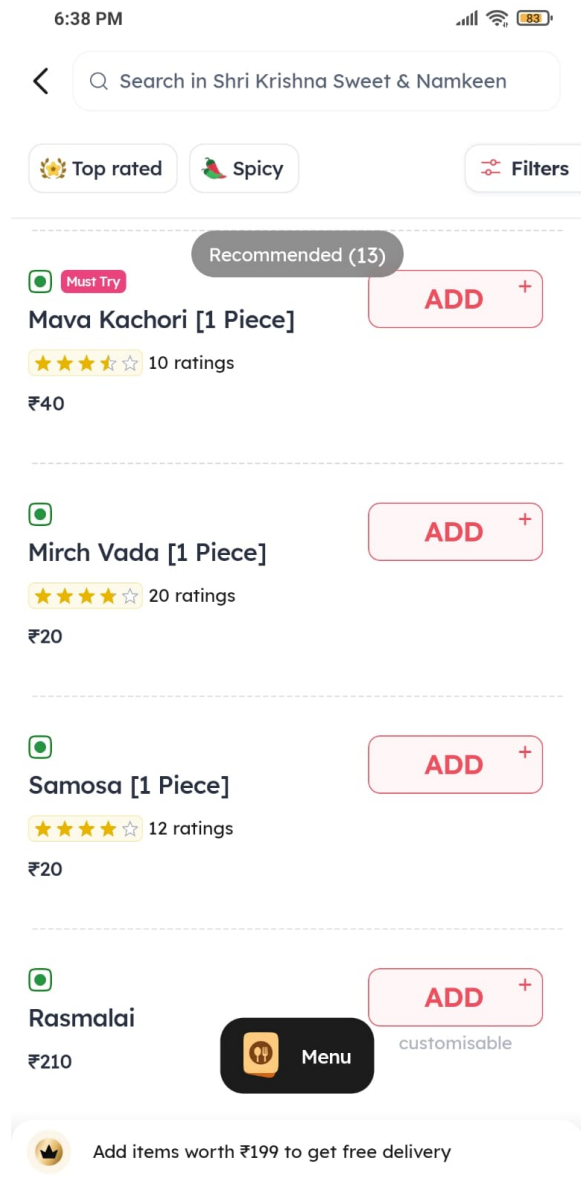 6:38 PM
83
Search in Shri Krishna Sweet & Namkeen
Top rated
Spicy
Filters
Recommended (13)
Must Try
ADD +
Mava Kachori [1 Piece]
10 ratings
₹40
ADD +
Mirch Vada [1 Piece]
20 ratings
₹20
ADD +
Samosa [1 Piece]
12 ratings
₹20
ADD +
Rasmalai
customisable
₹210
Menu
Add items worth ₹199 to get free delivery